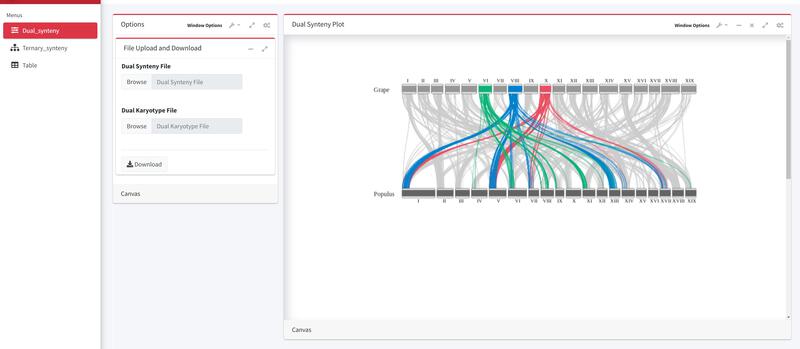 Menus
Dual_synteny
Ternary_synteny
Table
Options
Window Options
File Upload and Download
Dual Synteny File
Browse Dual Synteny File
Dual Karyotype File
Browse Dual Karyotype File
Download
Canvas
Dual Synteny Plot
Window Options
I II III IV V VI VII VIII IX X XI XII XIII XIV XV XVI XVII XVIII XIX
Grape
Populus
I II III IV V VI VII VIII IX X XI XII XIII XIV XV XVI XVII XVIII XIX
Canvas